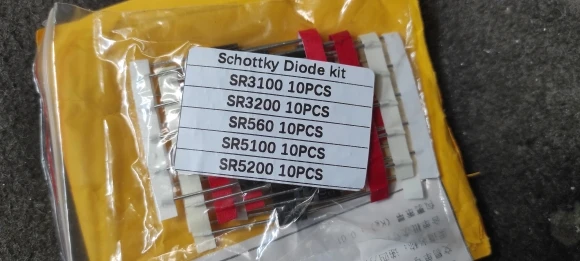 Schottky Diode kit
SR3100 10PCS
SR3200 10PCS
SR560 10PCS
SR5100 10PCS
SR5200 10PCS